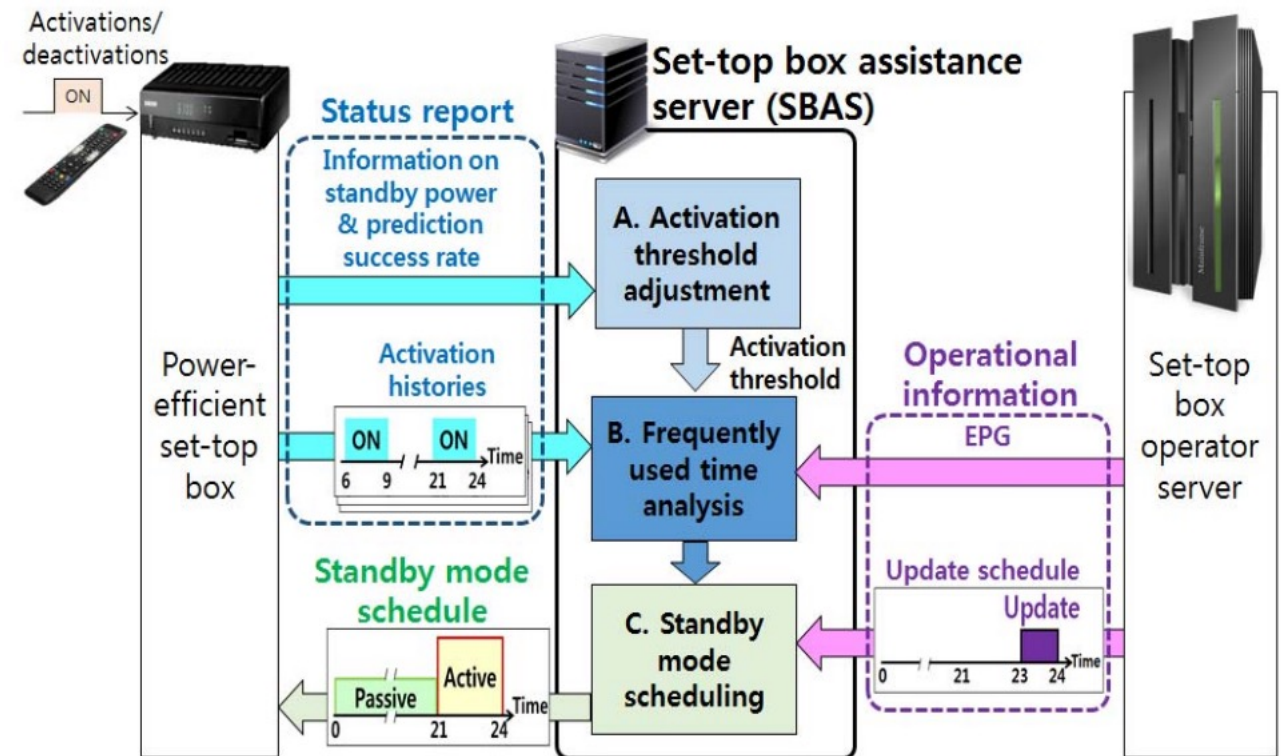 Activations/
deactivations
ON
Status report
Information on
standby power
& prediction
success rate
Activation
histories
ON
ON
Time
6
9
21
24
Power-
efficient
set-top
box
Standby mode
schedule
Passive
Active
Time
0
21
24
Set-top box assistance
server (SBAS)
A. Activation
threshold
adjustment
Activation
threshold
B. Frequently
used time
analysis
C. Standby
mode
scheduling
Operational
information
EPG
Update schedule
Update
Time
0
21
23
24
Set-top
box
operator
server
Mainframe